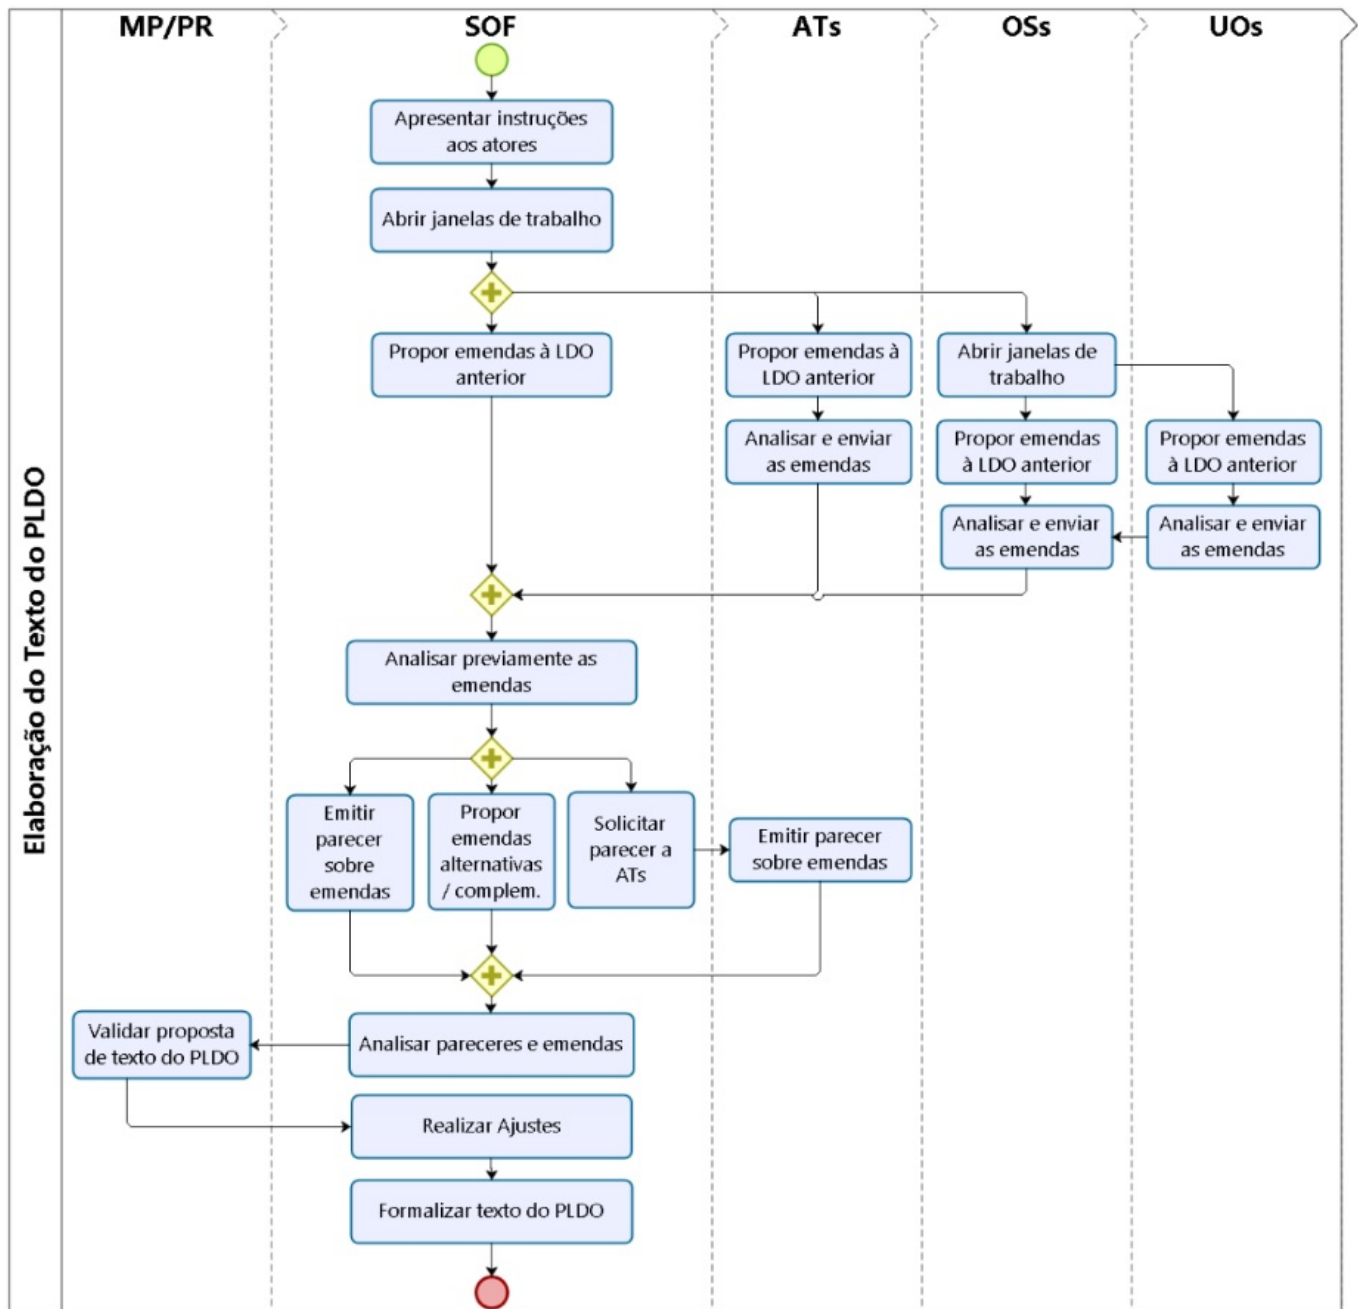 Elaboração do Texto do PLDO
MP/PR
SOF
ATs
OSs
UOs
Apresentar instruções
aos atores
Abrir janelas de trabalho
Propor emendas à LDO
anterior
Propor emendas à
LDO anterior
Abrir janelas de
trabalho
Analisar e enviar
as emendas
Propor emendas
à LDO anterior
Propor emendas
à LDO anterior
Analisar e enviar
as emendas
Analisar e enviar
as emendas
Analisar previamente as
emendas
Emitir
parecer
sobre
emendas
Propor
emendas
alternativas
/ complem.
Solicitar
parecer a
ATs
Emitir parecer
sobre emendas
Validar proposta
de texto do PLDO
Analisar pareceres e emendas
Realizar Ajustes
Formalizar texto do PLDO